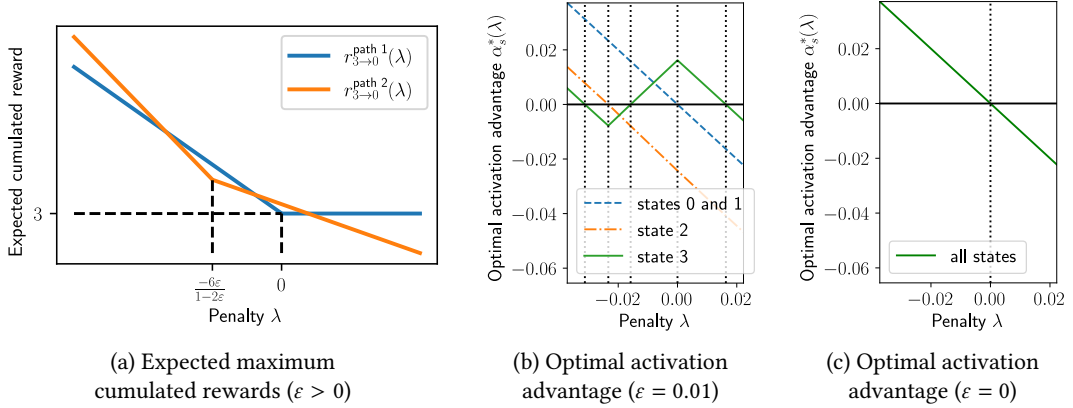 Expected cumulated reward
3
r_{3→0}^{path 1}(λ)
r_{3→0}^{path 2}(λ)
-6ε/(1-2ε)
0
Penalty λ
(a) Expected maximum
cumulated rewards (ε > 0)
Optimal activation advantage α_s^*(λ)
0.02
0.00
−0.02
−0.04
−0.06
states 0 and 1
state 2
state 3
−0.02
0.00
0.02
Penalty λ
(b) Optimal activation
advantage (ε = 0.01)
Optimal activation advantage α_s^*(λ)
0.02
0.00
−0.02
−0.04
−0.06
all states
−0.02
0.00
0.02
Penalty λ
(c) Optimal activation
advantage (ε = 0)